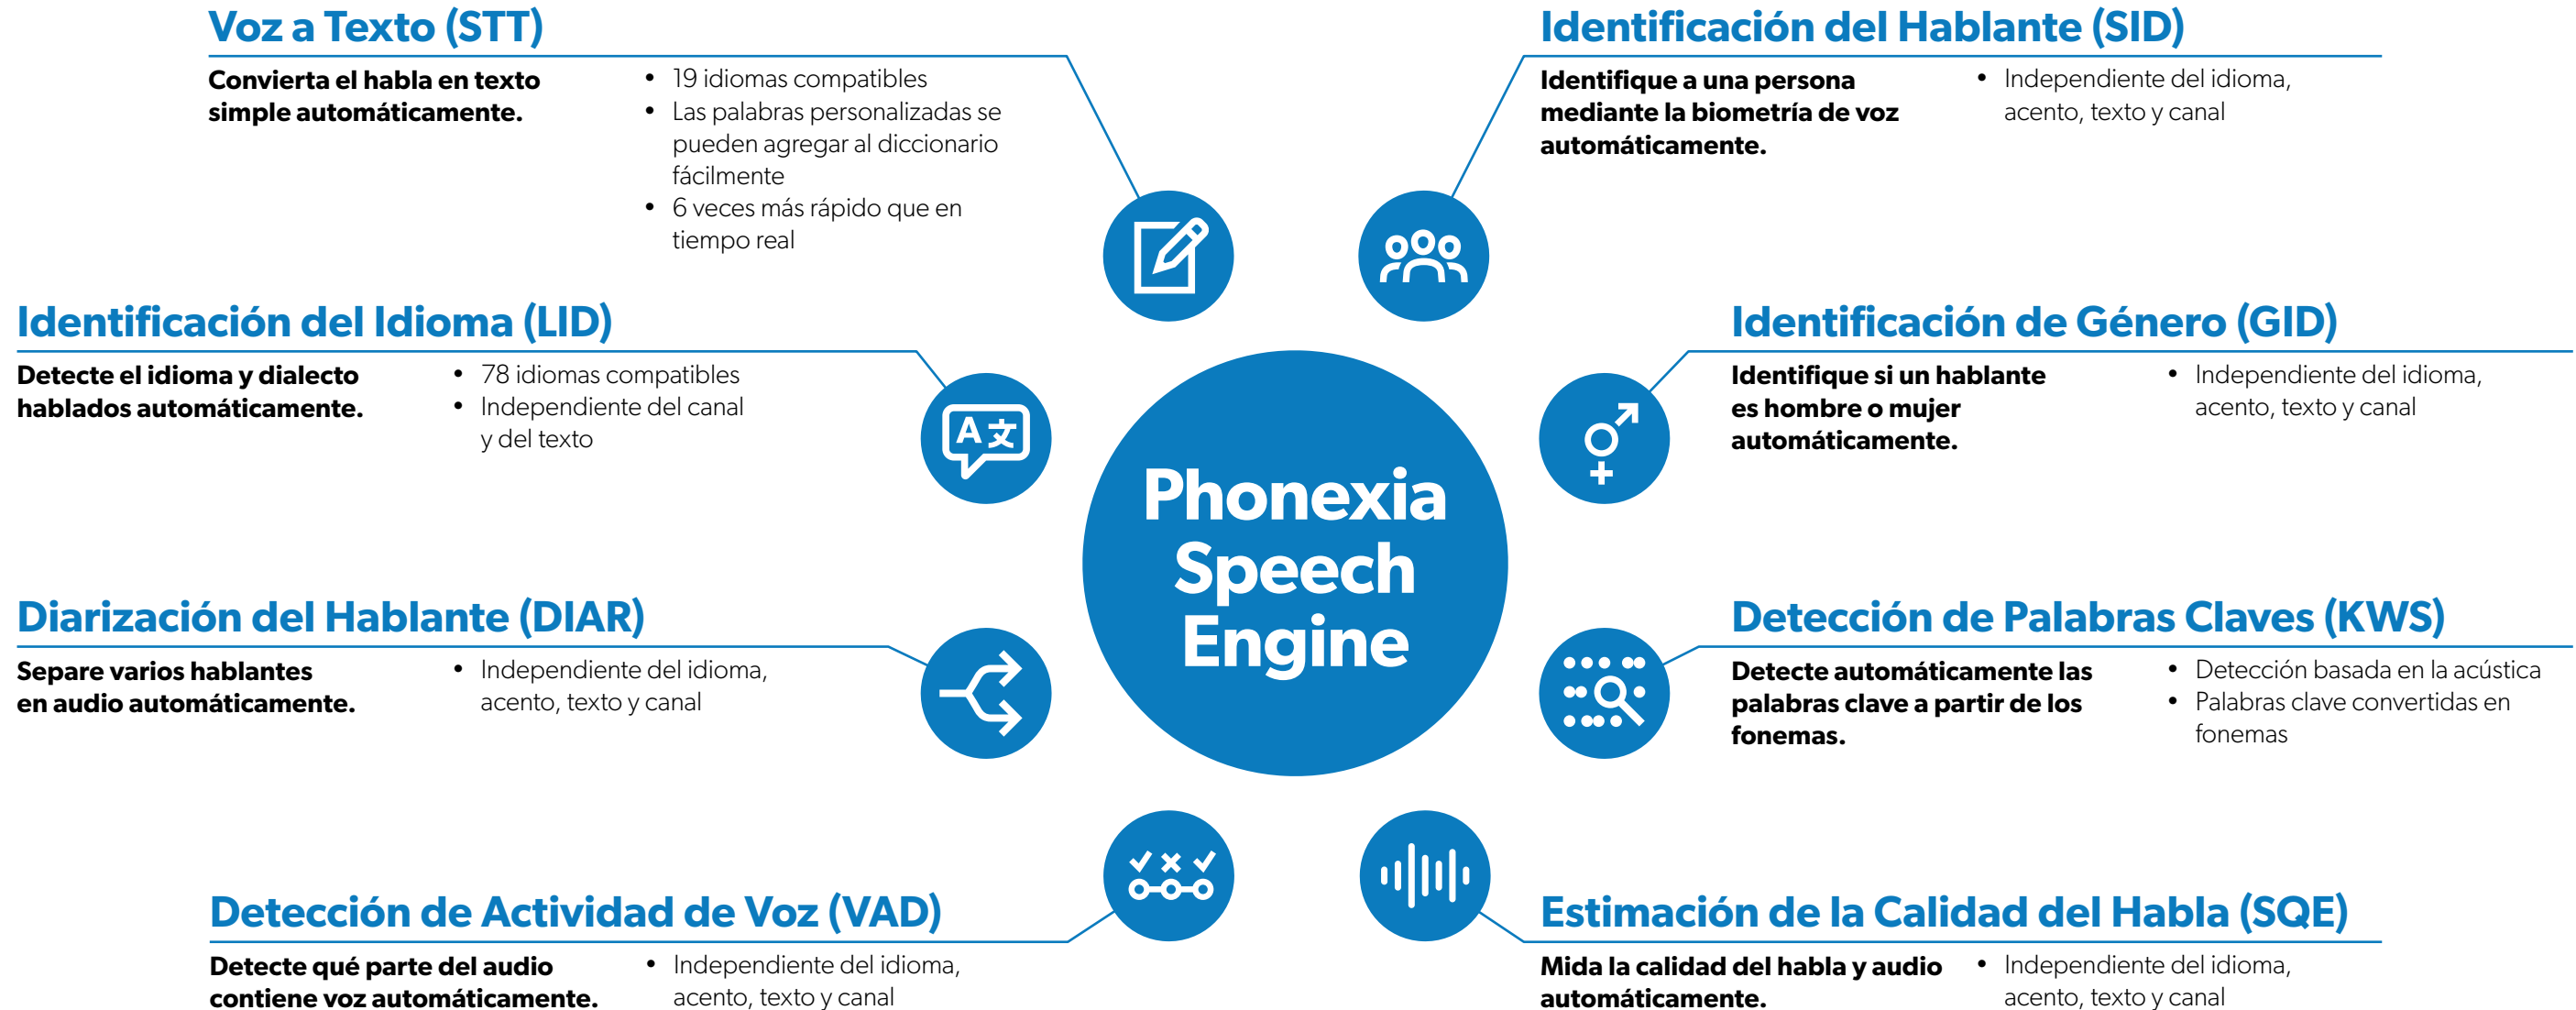 Voz a Texto (STT)
Convierta el habla en texto
simple automáticamente.
• 19 idiomas compatibles
• Las palabras personalizadas se
pueden agregar al diccionario
fácilmente
• 6 veces más rápido que en
tiempo real
Identificación del Hablante (SID)
Identifique a una persona
mediante la biometría de voz
automáticamente.
• Independiente del idioma,
acento, texto y canal
Identificación del Idioma (LID)
Detecte el idioma y dialecto
hablados automáticamente.
• 78 idiomas compatibles
• Independiente del canal
y del texto
A文
Identificación de Género (GID)
Identifique si un hablante
es hombre o mujer
automáticamente.
• Independiente del idioma,
acento, texto y canal
Phonexia
Speech
Engine
Diarización del Hablante (DIAR)
Separe varios hablantes
en audio automáticamente.
• Independiente del idioma,
acento, texto y canal
Detección de Palabras Claves (KWS)
Detecte automáticamente las
palabras clave a partir de los
fonemas.
• Detección basada en la acústica
• Palabras clave convertidas en
fonemas
Detección de Actividad de Voz (VAD)
Detecte qué parte del audio
contiene voz automáticamente.
• Independiente del idioma,
acento, texto y canal
Estimación de la Calidad del Habla (SQE)
Mida la calidad del habla y audio
automáticamente.
• Independiente del idioma,
acento, texto y canal